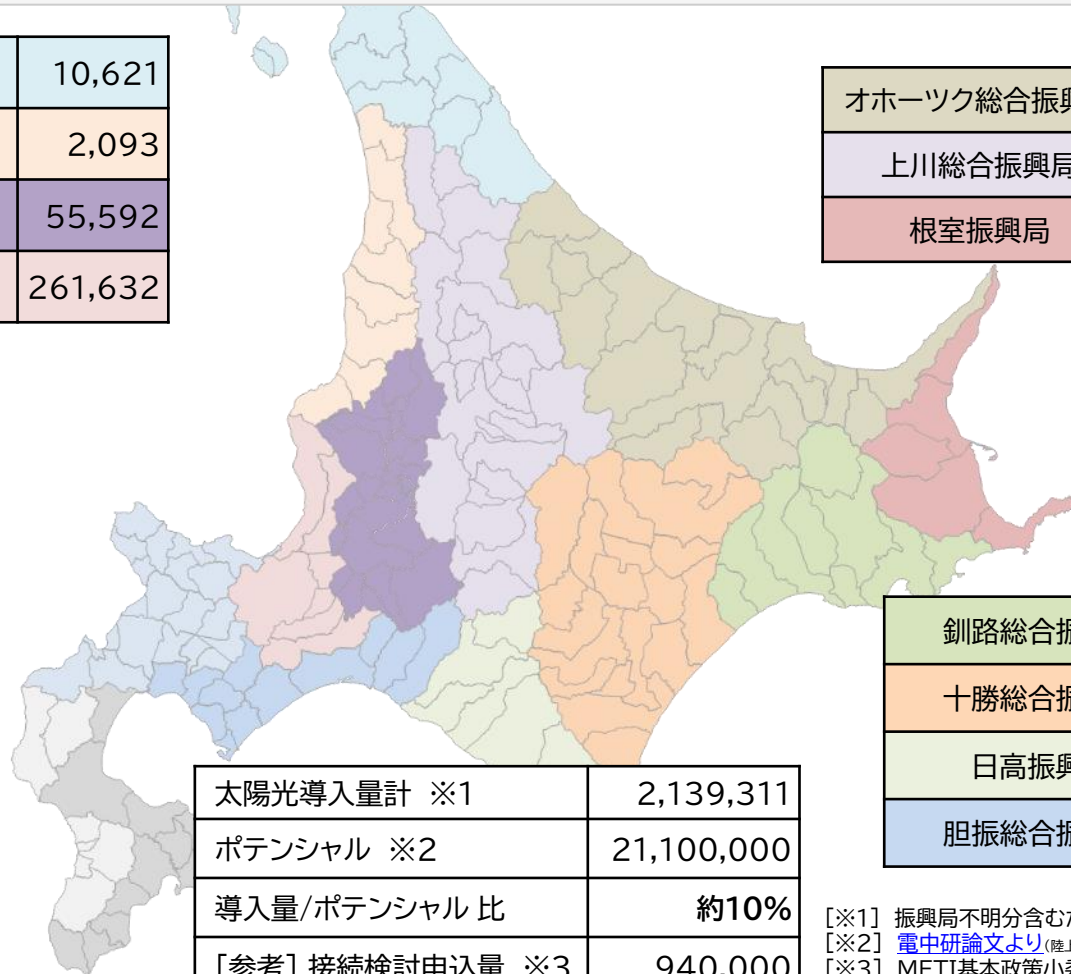 10,621
2,093
55,592
261,632
オホーツク総合振
上川総合振興局
根室振興局
釧路総合振
十勝総合振
日高振興
胆振総合振
太陽光導入量計 ※1 2,139,311
ポテンシャル ※2 21,100,000
導入量/ポテンシャル 比 約10%
[参考] 接続検討申込量 ※3 940,000
[※1] 振興局不明分含む
[※2] 電中研論文より(陸
[※3] METI基本政策小